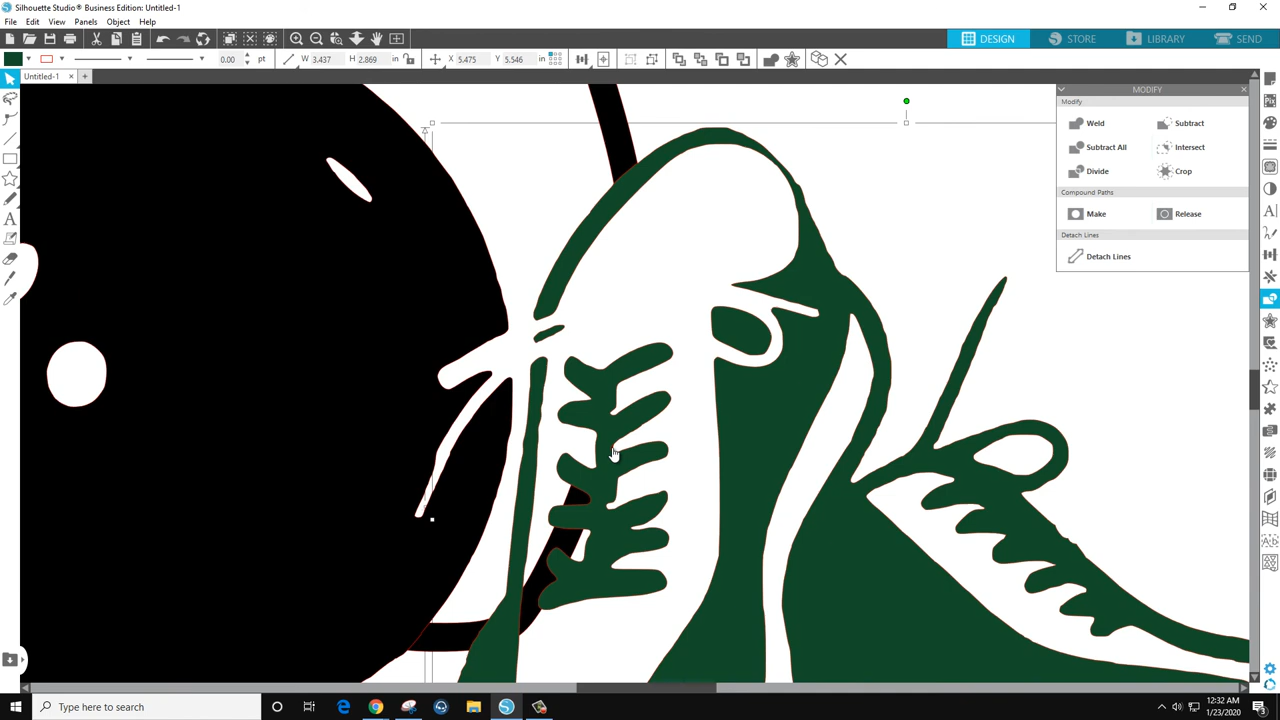 Silhouette Studio® Business Edition: Untitled-1
File Edit View Panels Object Help
DESIGN STORE LIBRARY SEND
0.00 pt W 3.437 H 2.869 in X 5.475 Y 5.546 in
Untitled-1 × +
MODIFY
Modify
Weld Subtract
Subtract All Intersect
Divide Crop
Compound Paths
Make Release
Detach Lines
Detach Lines
Type here to search
12:32 AM
1/23/2020
3